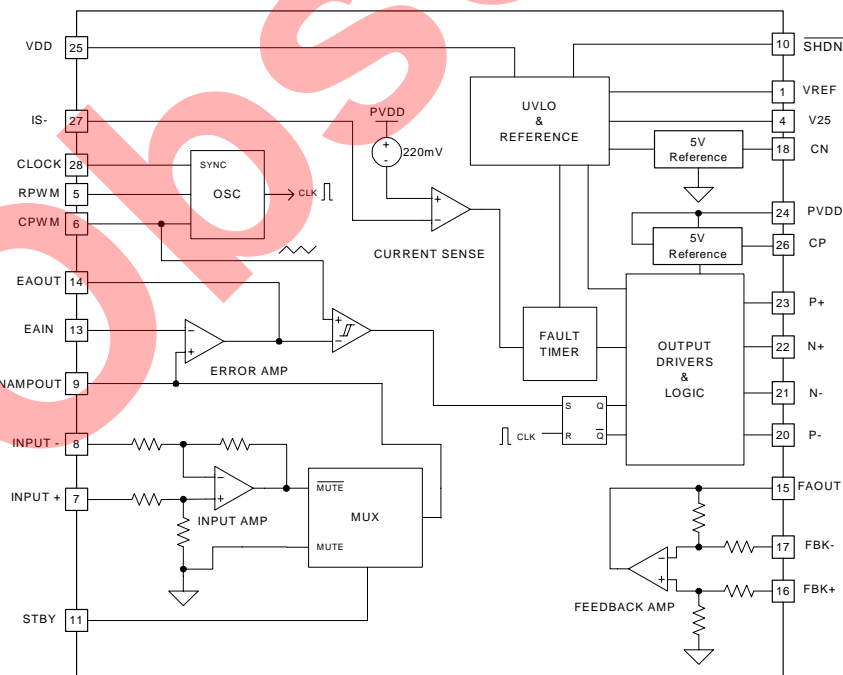 VDD 25
10 SHDN
UVLO
&
REFERENCE
1 VREF
4 V25
5V
Reference
18 CN
IS- 27
PVDD
+
-
220mV
CLOCK 28
SYNC
RPWM 5
OSC
CLK
CPWM 6
+
−
CURRENT SENSE
24 PVDD
5V
Reference
26 CP
EAOUT 14
EAIN 13
−
+
ERROR AMP
+
−
FAULT
TIMER
OUTPUT
DRIVERS
&
LOGIC
23 P+
22 N+
21 N-
20 P-
NAMPOUT 9
S Q
R Q
CLK
INPUT - 8
INPUT + 7
−
+
INPUT AMP
MUTE
MUX
MUTE
STBY 11
15 FAOUT
17 FBK-
16 FBK+
−
+
FEEDBACK AMP
Obso